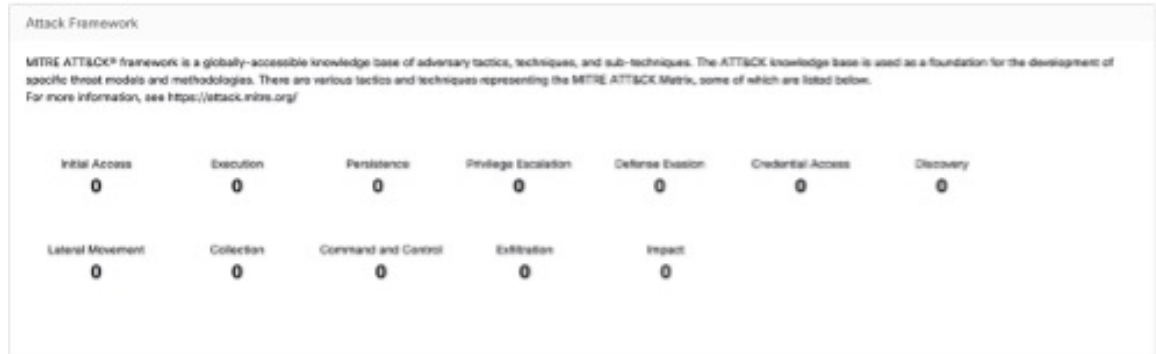 Attack Framework
MITRE ATT&CK® framework is a globally-accessible knowledge base of adversary tactics, techniques, and sub-techniques. The ATT&CK knowledge base is used as a foundation for the development of
specific threat models and methodologies. There are various tactics and techniques representing the MITRE ATT&CK Matrix, some of which are listed below.
For more information, see https://attack.mitre.org/
Initial Access Execution Persistence Privilege Escalation Defense Evasion Credential Access Discovery
0 0 0 0 0 0 0
Lateral Movement Collection Command and Control Exfiltration Impact
0 0 0 0 0